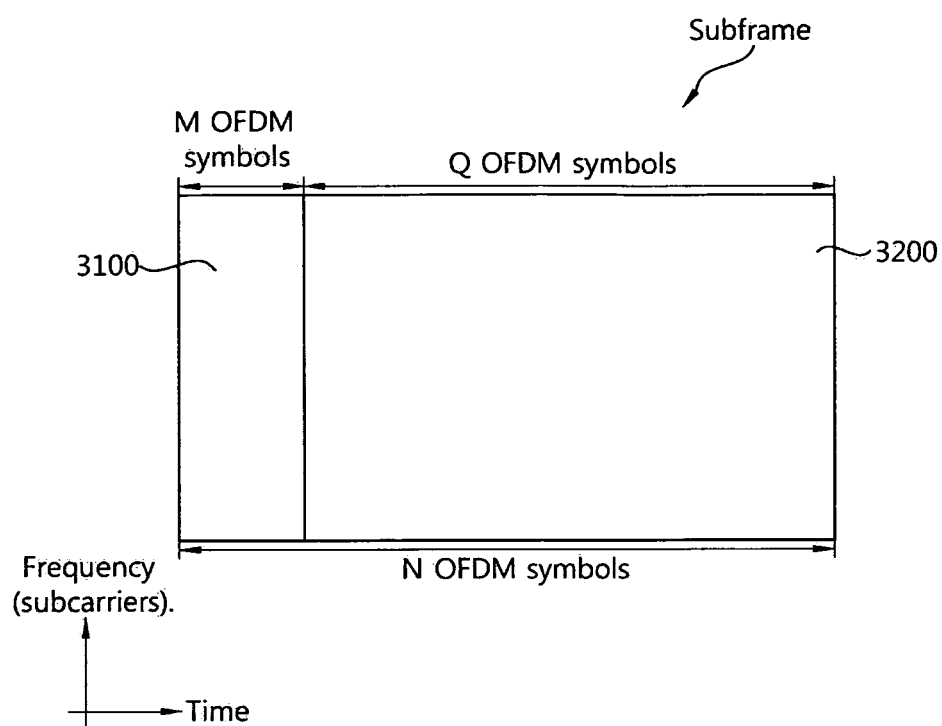 Subframe
M OFDM
symbols
Q OFDM symbols
3100
3200
N OFDM symbols
Frequency
(subcarriers).
Time